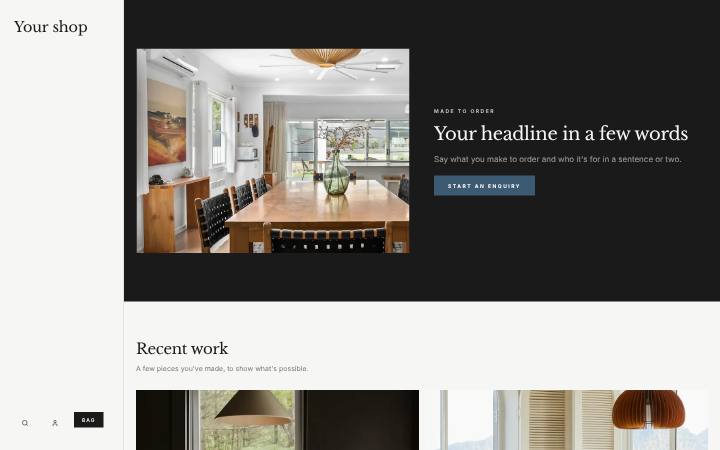 Your shop
MADE TO ORDER
Your headline in a few words
Say what you make to order and who it's for in a sentence or two.
START AN ENQUIRY
Recent work
A few pieces you've made, to show what's possible.
BAG